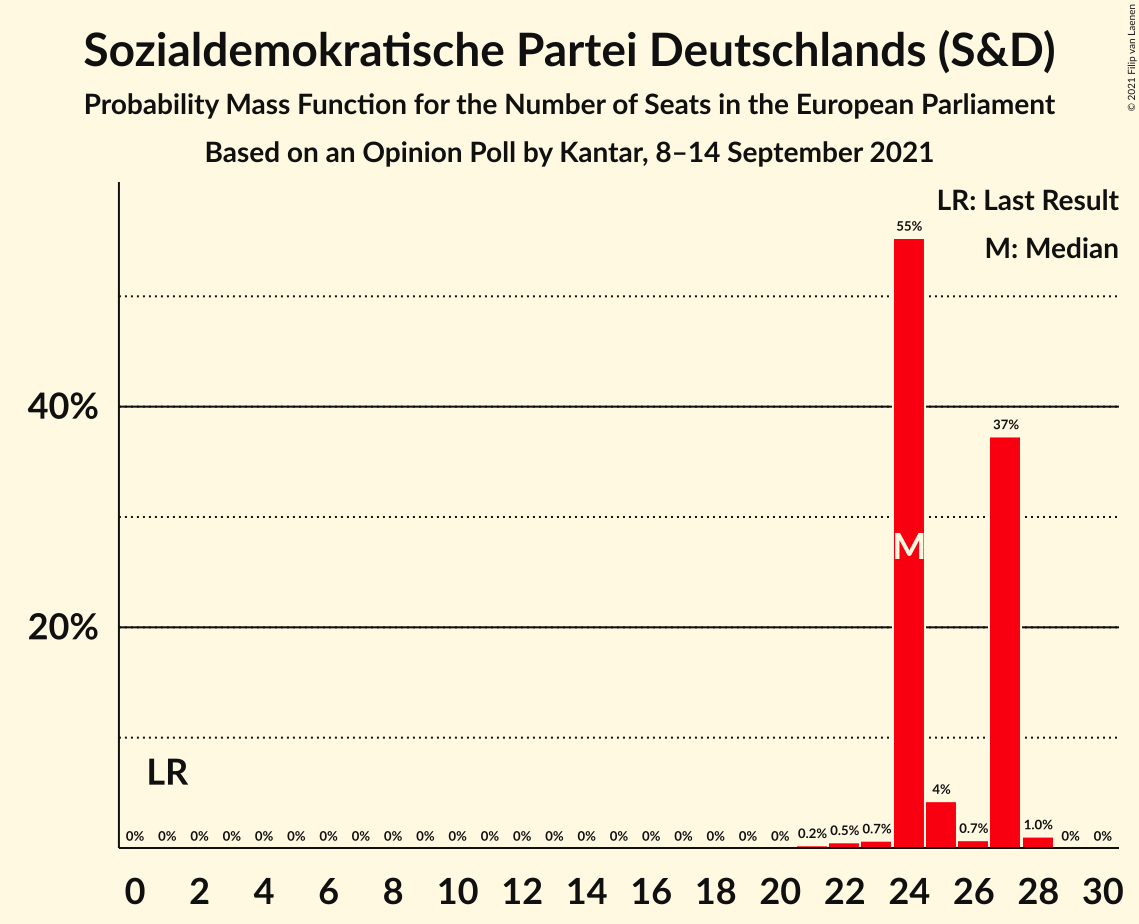 Sozialdemokratische Partei Deutschlands (S&D)
Probability Mass Function for the Number of Seats in the European Parliament
Based on an Opinion Poll by Kantar, 8–14 September 2021
© 2021 Filip van Laenen
LR: Last Result
M: Median
55%
40%
37%
M
20%
LR
4%
0% 0% 0% 0% 0% 0% 0% 0% 0% 0% 0% 0% 0% 0% 0% 0% 0% 0% 0% 0% 0% 0.2% 0.5% 0.7% 0.7% 1.0% 0% 0%
0 2 4 6 8 10 12 14 16 18 20 22 24 26 28 30